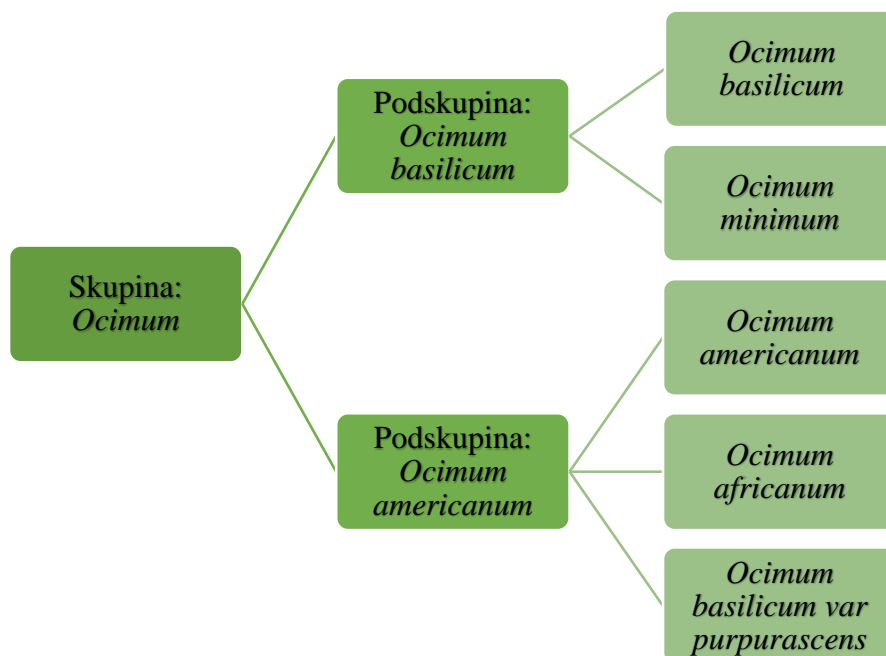 Skupina:
Ocimum
Podskupina:
Ocimum
basilicum
Podskupina:
Ocimum
americanum
Ocimum
basilicum
Ocimum
minimum
Ocimum
americanum
Ocimum
africanum
Ocimum
basilicum var
purpurascens